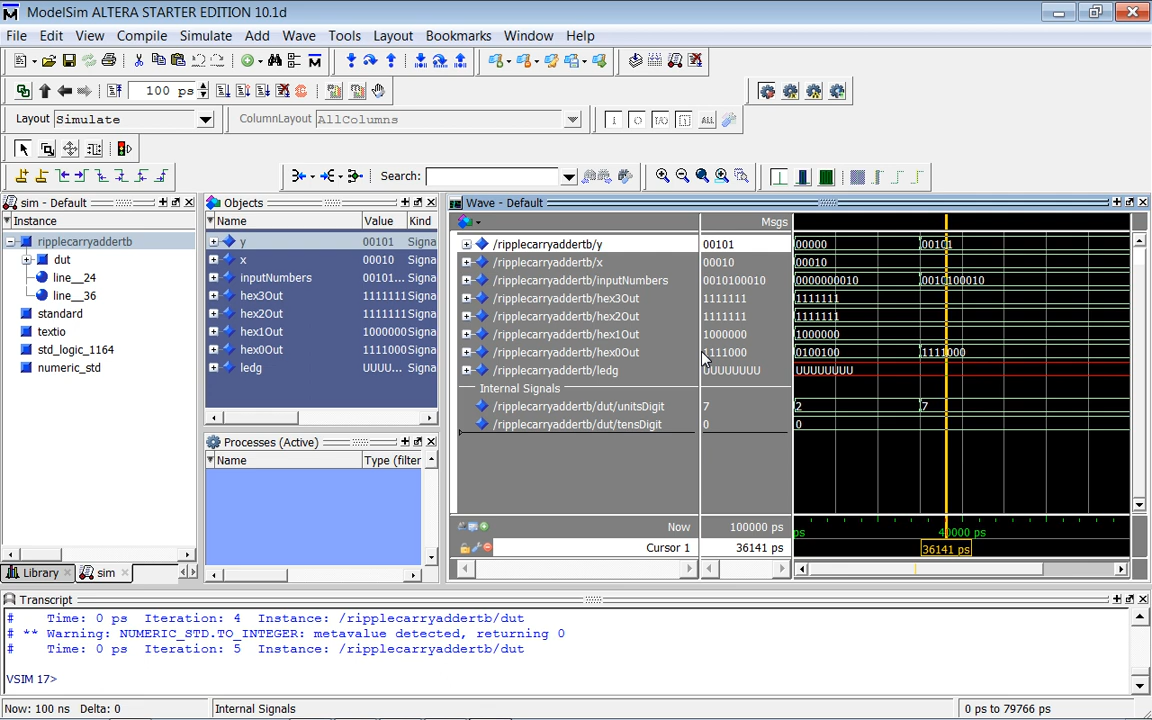 ModelSim ALTERA STARTER EDITION 10.1d
File Edit View Compile Simulate Add Wave Tools Layout Bookmarks Window Help
100 ps
Layout Simulate ColumnLayout AllColumns
Search:
sim - Default
Instance
ripplecarryaddertb
dut
line__24
line__36
standard
textio
std_logic_1164
numeric_std
Library sim
Objects
Name Value Kind
y 00101 Signa
x 00010 Signa
inputNumbers 00101... Signa
hex3Out 1111111 Signa
hex2Out 1111111 Signa
hex1Out 1000000 Signa
hex0Out 1111000 Signa
ledg UUUU... Signa
Processes (Active)
Name Type (filter
Wave - Default
Msgs
/ripplecarryaddertb/y 00101 00000 00101
/ripplecarryaddertb/x 00010 00010
/ripplecarryaddertb/inputNumbers 0010100010 0000000010 0010100010
/ripplecarryaddertb/hex3Out 1111111 1111111
/ripplecarryaddertb/hex2Out 1111111 1111111
/ripplecarryaddertb/hex1Out 1000000 1000000
/ripplecarryaddertb/hex0Out 1111000 0100100 1111000
/ripplecarryaddertb/ledg UUUUUUUU UUUUUUUU
Internal Signals
/ripplecarryaddertb/dut/unitsDigit 7 2 7
/ripplecarryaddertb/dut/tensDigit 0 0
Now 100000 ps ps 40000 ps
Cursor 1 36141 ps 36141 ps
Transcript
# Time: 0 ps Iteration: 4 Instance: /ripplecarryaddertb/dut
# ** Warning: NUMERIC_STD.TO_INTEGER: metavalue detected, returning 0
# Time: 0 ps Iteration: 5 Instance: /ripplecarryaddertb/dut
VSIM 17>
Now: 100 ns Delta: 0 Internal Signals 0 ps to 79766 ps